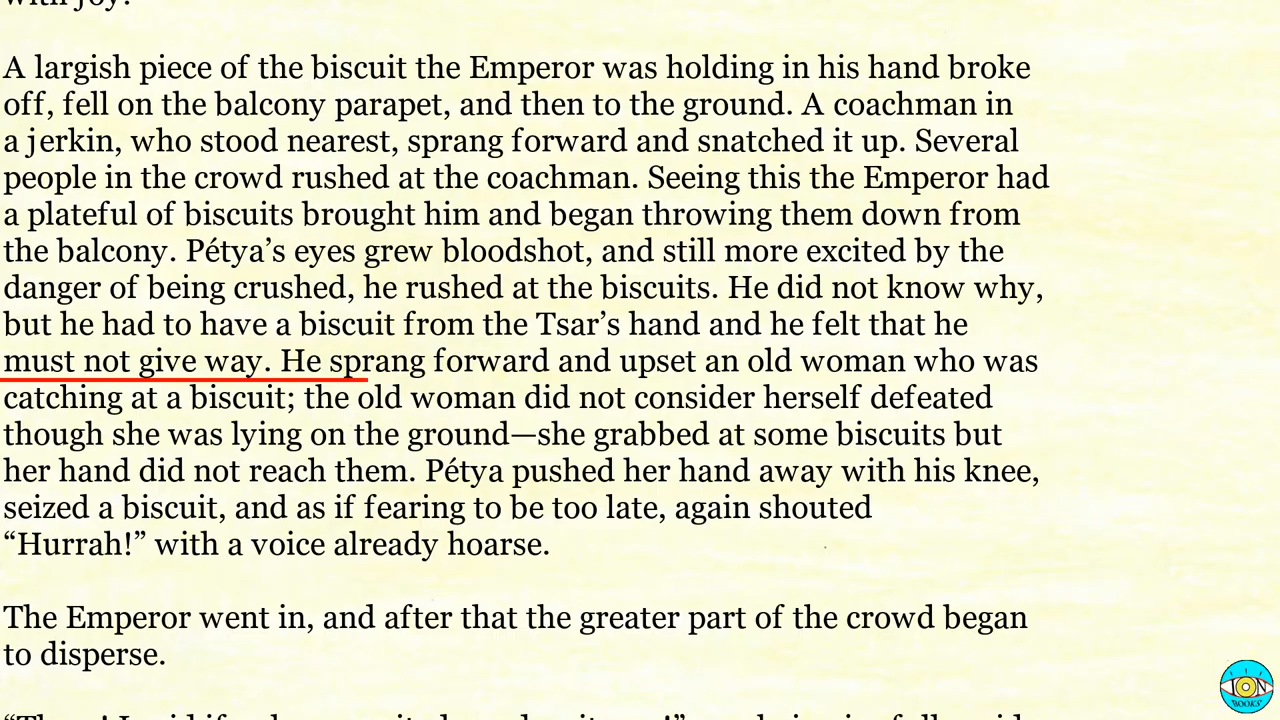 with joy.
A largish piece of the biscuit the Emperor was holding in his hand broke
off, fell on the balcony parapet, and then to the ground. A coachman in
a jerkin, who stood nearest, sprang forward and snatched it up. Several
people in the crowd rushed at the coachman. Seeing this the Emperor had
a plateful of biscuits brought him and began throwing them down from
the balcony. Pétya’s eyes grew bloodshot, and still more excited by the
danger of being crushed, he rushed at the biscuits. He did not know why,
but he had to have a biscuit from the Tsar’s hand and he felt that he
must not give way. He sprang forward and upset an old woman who was
catching at a biscuit; the old woman did not consider herself defeated
though she was lying on the ground—she grabbed at some biscuits but
her hand did not reach them. Pétya pushed her hand away with his knee,
seized a biscuit, and as if fearing to be too late, again shouted
“Hurrah!” with a voice already hoarse.
The Emperor went in, and after that the greater part of the crowd began
to disperse.
ION
BOOKS